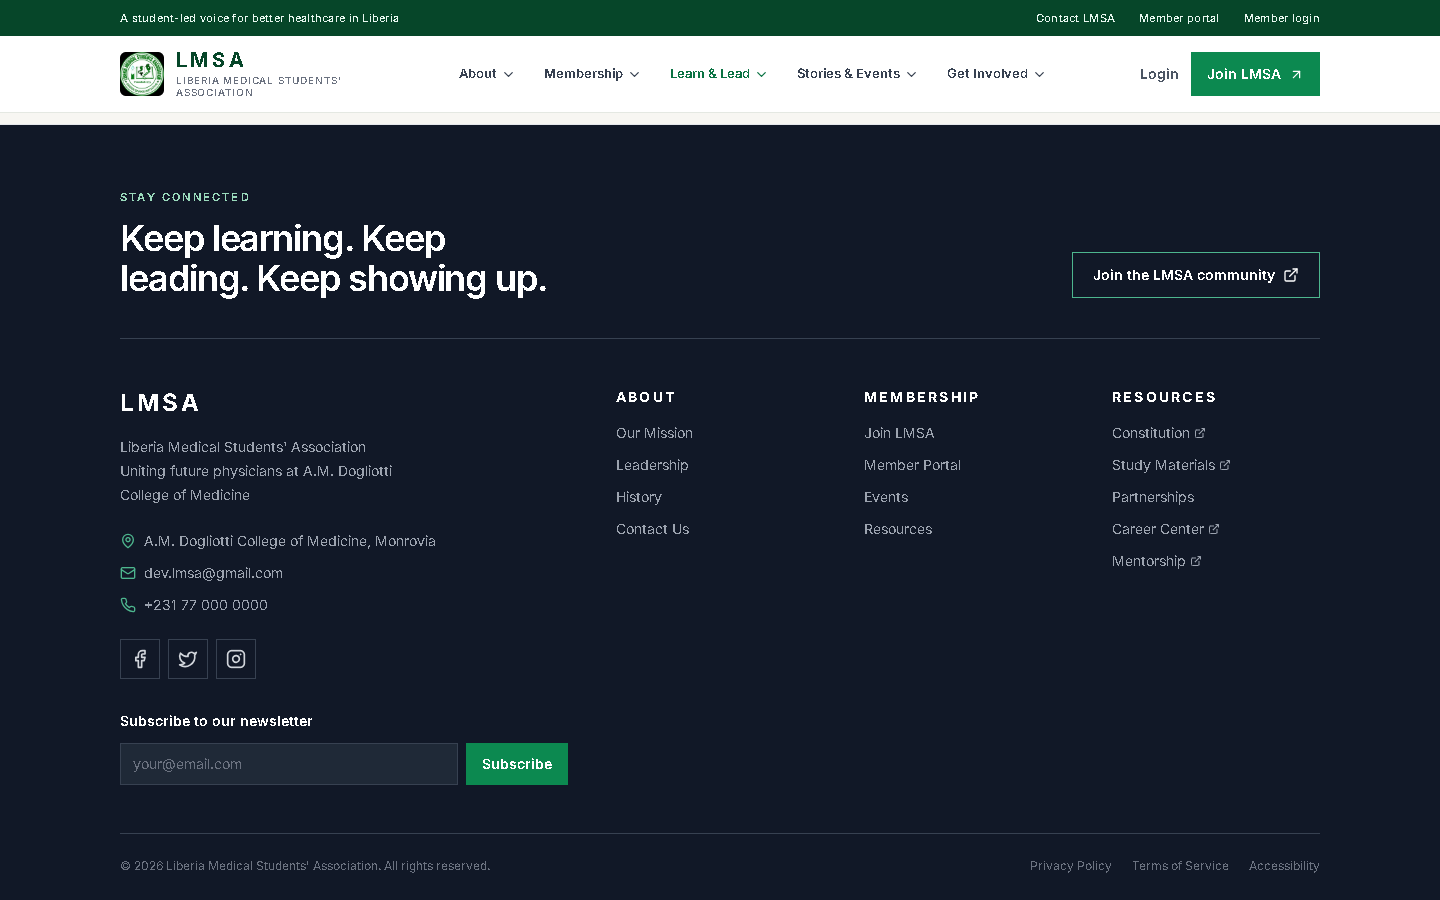 A student-led voice for better healthcare in Liberia
Contact LMSA
Member portal
Member login
LMSA
LIBERIA MEDICAL STUDENTS'
ASSOCIATION
About
Membership
Learn & Lead
Stories & Events
Get Involved
Login
Join LMSA
STAY CONNECTED
Keep learning. Keep
leading. Keep showing up.
Join the LMSA community
LMSA
Liberia Medical Students' Association
Uniting future physicians at A.M. Dogliotti
College of Medicine
A.M. Dogliotti College of Medicine, Monrovia
dev.lmsa@gmail.com
+231 77 000 0000
Subscribe to our newsletter
your@email.com
Subscribe
ABOUT
Our Mission
Leadership
History
Contact Us
MEMBERSHIP
Join LMSA
Member Portal
Events
Resources
RESOURCES
Constitution
Study Materials
Partnerships
Career Center
Mentorship
© 2026 Liberia Medical Students' Association. All rights reserved.
Privacy Policy
Terms of Service
Accessibility